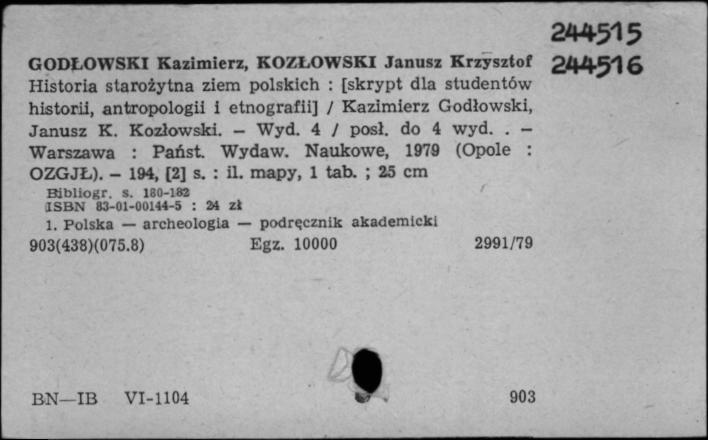 244515
244516
GODŁOWSKI Kazimierz, KOZŁOWSKI Janusz Krzysztof
Historia starożytna ziem polskich : [skrypt dla studentów
historii, antropologii i etnografii] / Kazimierz Godłowski,
Janusz K. Kozłowski. — Wyd. 4 / posł. do 4 wyd. . —
Warszawa : Państ. Wydaw. Naukowe, 1979 (Opole :
OZGJŁ). — 194, [2] s. : il. mapy, 1 tab. ; 25 cm
Bibliogr. s. 180-182
ISBN 83-01-00144-5 : 24 zł
1. Polska — archeologia — podręcznik akademicki
903(438)(075.8) Egz. 10000 2991/79
BN—IB VI-1104 903